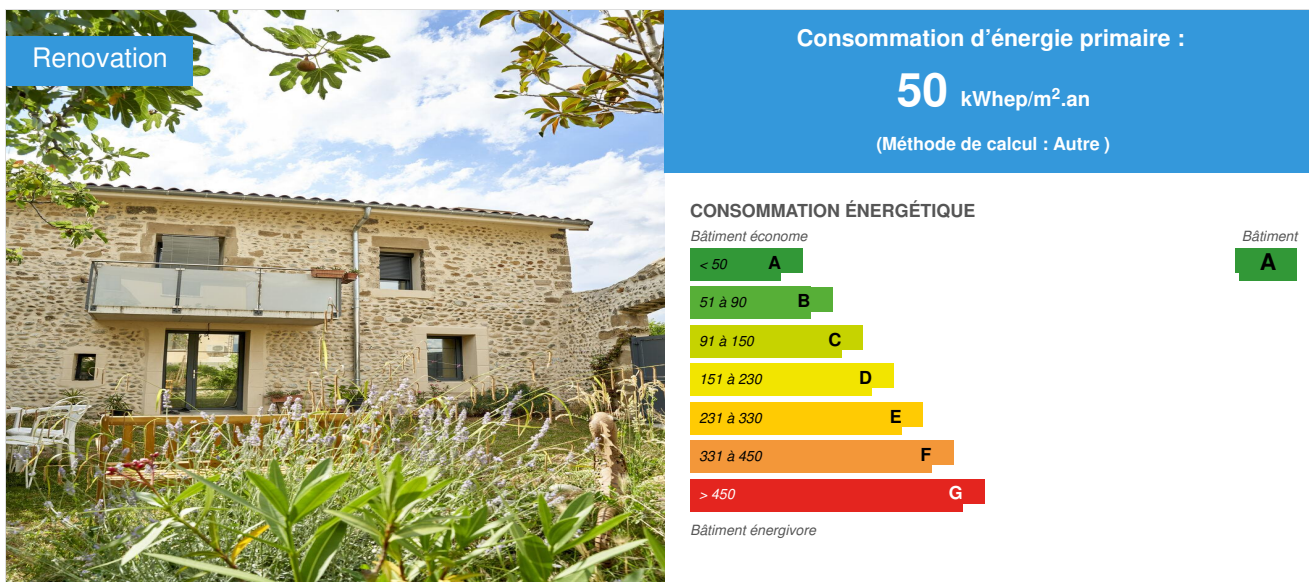 Renovation
Consommation d'énergie primaire :
50 kWhep/m².an
(Méthode de calcul : Autre )
CONSOMMATION ÉNERGÉTIQUE
Bâtiment économe
Bâtiment
< 50 A
A
51 à 90 B
91 à 150 C
151 à 230 D
231 à 330 E
331 à 450 F
> 450 G
Bâtiment énergivore